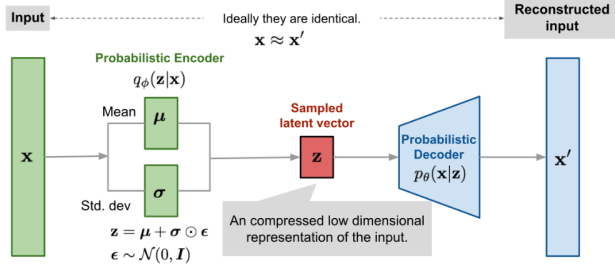 Input
Ideally they are identical.
x ≈ x′
Reconstructed
input
Probabilistic Encoder
qϕ(z|x)
Mean
μ
Sampled
latent vector
x
z
Probabilistic
Decoder
pθ(x|z)
x′
σ
Std. dev
z = μ + σ ⊙ ϵ
ϵ ∼ 𝒩(0, I)
An compressed low dimensional
representation of the input.